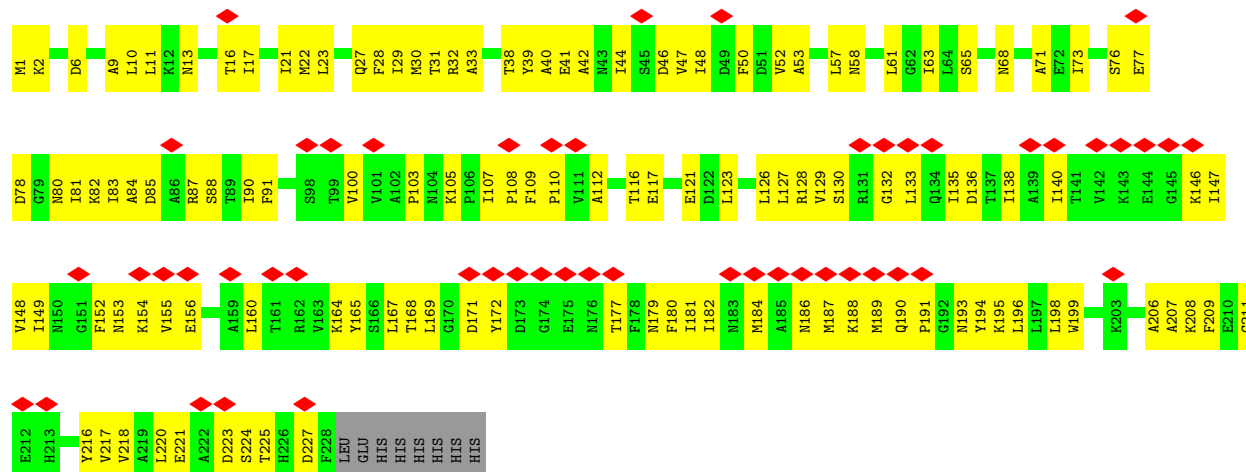 M1 K2 D6 A9 L10 L11 K12 N13 T16 I17 I21 M22 L23 Q27 F28 I29 M30 T31 R32 A33 T38 Y39 A40 E41 A42 N43 I44 S45 D46 V47 I48 D49 F50 D51 V52 A53 L57 N58 L61 G62 I63 L64 S65 N68 A71 E72 I73 S76 E77
D78 G79 N80 I81 K82 I83 A84 D85 A86 R87 S88 T89 I90 F91 S98 T99 V100 V101 A102 P103 N104 K105 P106 I107 P108 F109 P110 V111 A112 T116 E117 E121 D122 L123 L126 L127 R128 V129 S130 R131 G132 L133 Q134 I135 D136 T137 I138 A139 I140 T141 V142 K143 E144 G145 K146 I147
V148 I149 N150 G151 F152 N153 K154 V155 E156 A159 L160 T161 R162 V163 K164 Y165 S166 L167 T168 L169 G170 D171 Y172 D173 G174 E175 N176 T177 F178 N179 F180 I181 I182 N183 M184 A185 N186 M187 K188 M189 Q190 P191 G192 N193 Y194 K195 L196 L197 L198 W199 K203 A206 A207 K208 F209 E210 G211
E212 H213 Y216 V217 V218 A219 L220 E221 A222 D223 S224 T225 H226 D227 F228 LEU GLU HIS HIS HIS HIS HIS HIS